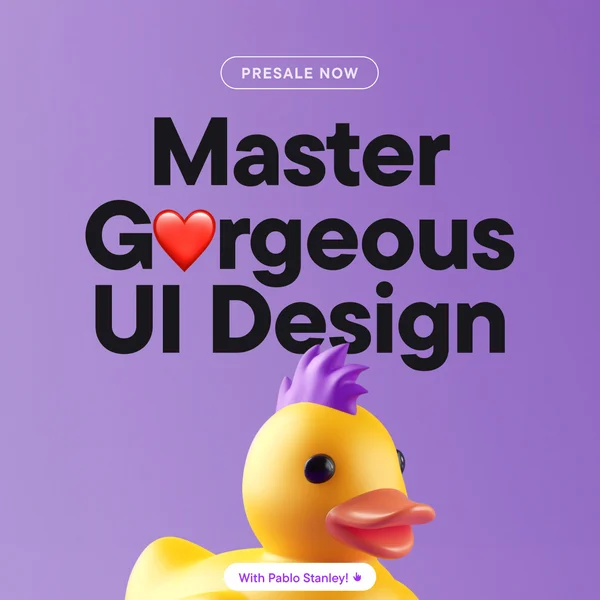 PRESALE NOW
Master
G❤️rgeous
UI Design
With Pablo Stanley!